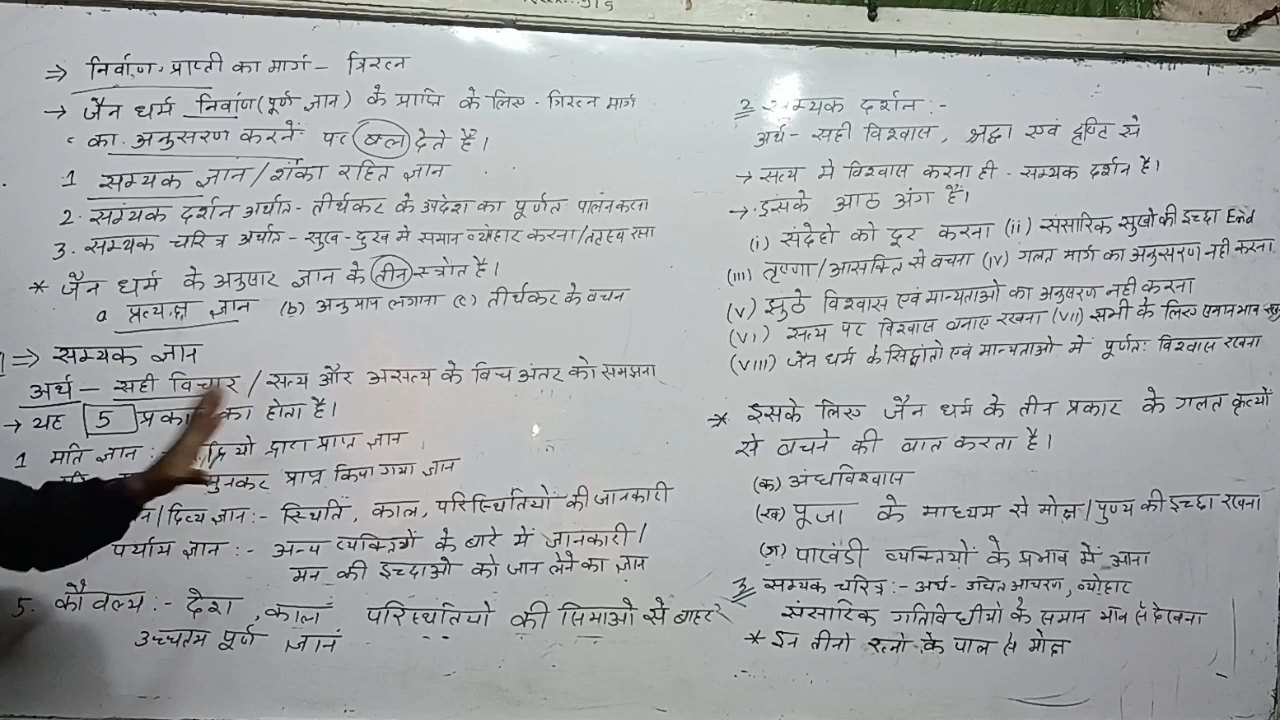 ⇒ निर्वाण प्राप्ती का मार्ग - त्रिरत्न
→ जैन धर्म निर्वाण (पूर्ण ज्ञान) के प्राप्ति के लिए - त्रिरत्न मार्ग
का अनुसरण करनें पर बल देते है।
1 सम्यक ज्ञान / शंका रहित ज्ञान
2. सम्यक दर्शन अर्थात - तीर्थकर के उपदेश का पूर्णत पालन करना
3. सम्यक चरित्र अर्थात - सुख-दुख मे समान व्योहार करना/तटस्थ रहना
* जैन धर्म के अनुसार ज्ञान के तीन स्त्रोत है।
a प्रत्यक्ष ज्ञान (b) अनुमान लगाना (c) तीर्थकर के वचन
⇒ सम्यक ज्ञान
अर्थ - सही विचार / सत्य और असत्य के बिच अंतर को समझना
→ यह 5 प्रकार का होता है।
1 मति ज्ञान : द्वारा प्राप्त ज्ञान
सुनकर प्राप्त किया गया ज्ञान
/दिव्य ज्ञान :- स्थिति, काल, परिस्थितियों की जानकारी
पर्याय ज्ञान :- अन्य व्यक्तियों के बारे में जानकारी /
मन की इच्छाओ को जान लेने का ज्ञान
5. कौवल्य :- देश, काल परिस्थंतियो की सिमाओ से बाहर
उच्चतम पूर्ण ज्ञान
2 सम्यक दर्शन :-
अर्थ - सही विश्वास, श्रद्धा एवं दृष्टि से
→ सत्य मे विश्वास करना ही - सम्यक दर्शन है।
→ इसके आठ अंग है।
(i) संदेहो को दूर करना (ii) संसारिक सुखो की इच्छा End
(iii) तृष्णा/आसक्ति से बचना (iv) गलत मार्ग का अनुसरण नही करना
(v) झुठे विश्वास एवं मान्यताओ का अनुसरण नही करना
(vi) सत्य पर विश्वास बनाए रखना (vii) सभी के लिए समान भाव
(viii) जैन धर्म के सिद्धांतो एवं मान्यताओ में पूर्णतः विश्वास रखना
* इसके लिए जैन धर्म के तीन प्रकार के गलत कृत्यों
से बचने की बात करता है।
(क) अंधविश्वास
(ख) पूजा के माध्यम से मोक्ष/पुण्य की इच्छा रखना
(ग) पाखंडी व्यक्तियों के प्रभाव में आना
3 सम्यक चरित्र :- अर्थ - उचित आचरण, व्योहार
संसारिक गतिविधीयो के समान भाव से देखना
* इन तीनो रत्नो के पाल से मोक्ष